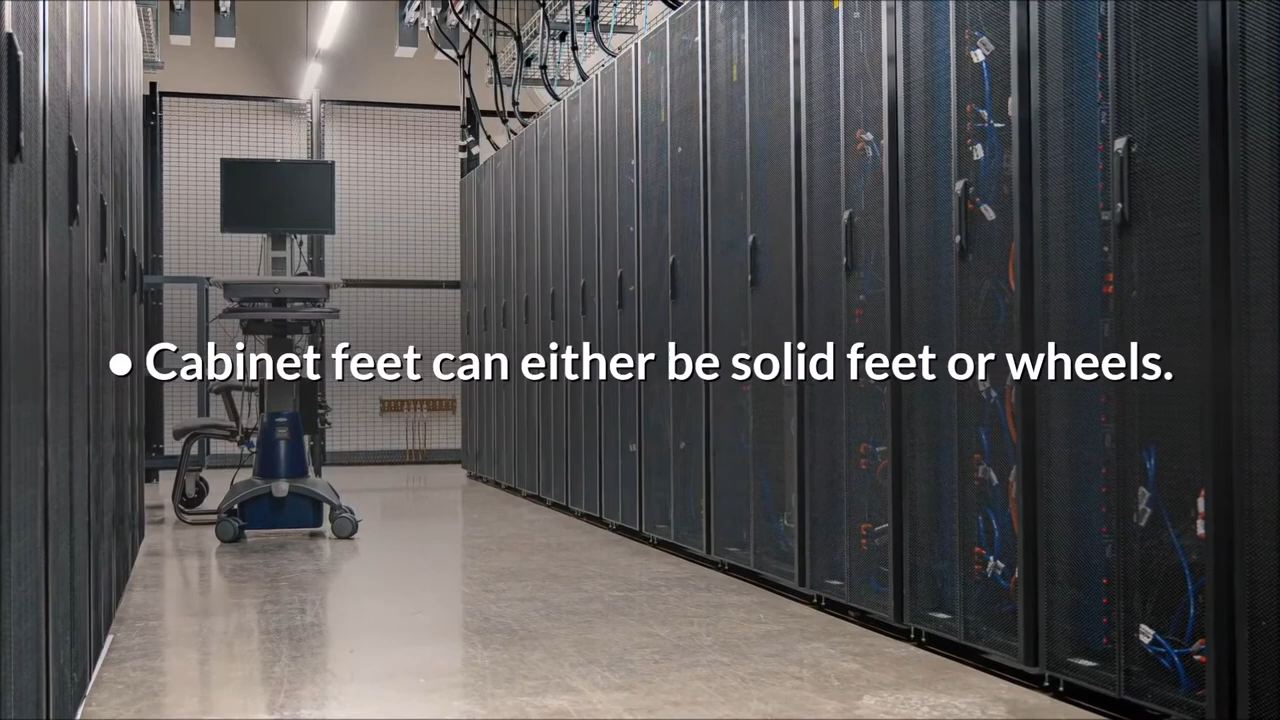 • Cabinet feet can either be solid feet or wheels.